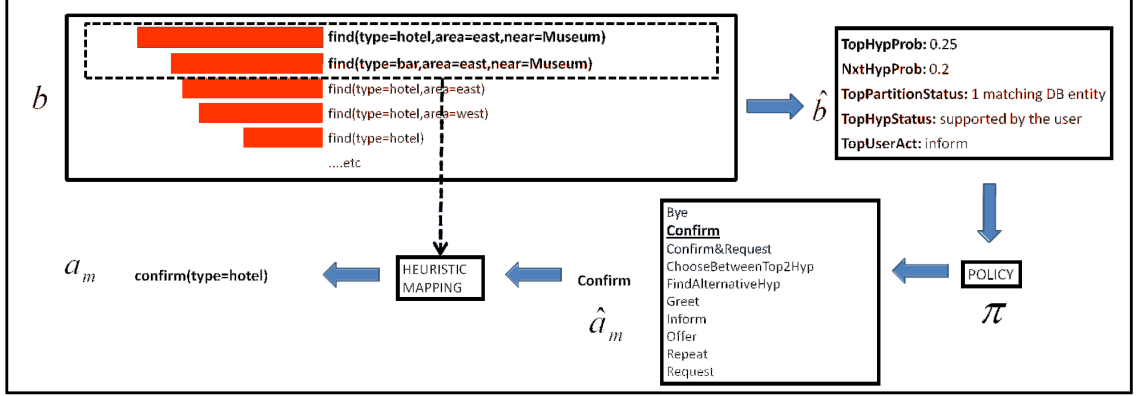 b
find(type=hotel,area=east,near=Museum)
find(type=bar,area=east,near=Museum)
find(type=hotel,area=east)
find(type=hotel,area=west)
find(type=hotel)
....etc
b̂
TopHypProb: 0.25
NxtHypProb: 0.2
TopPartitionStatus: 1 matching DB entity
TopHypStatus: supported by the user
TopUserAct: inform
POLICY
π
Bye
Confirm
Confirm&Request
ChooseBetweenTop2Hyp
FindAlternativeHyp
Greet
Inform
Offer
Repeat
Request
Confirm
â_m
HEURISTIC
MAPPING
confirm(type=hotel)
a_m